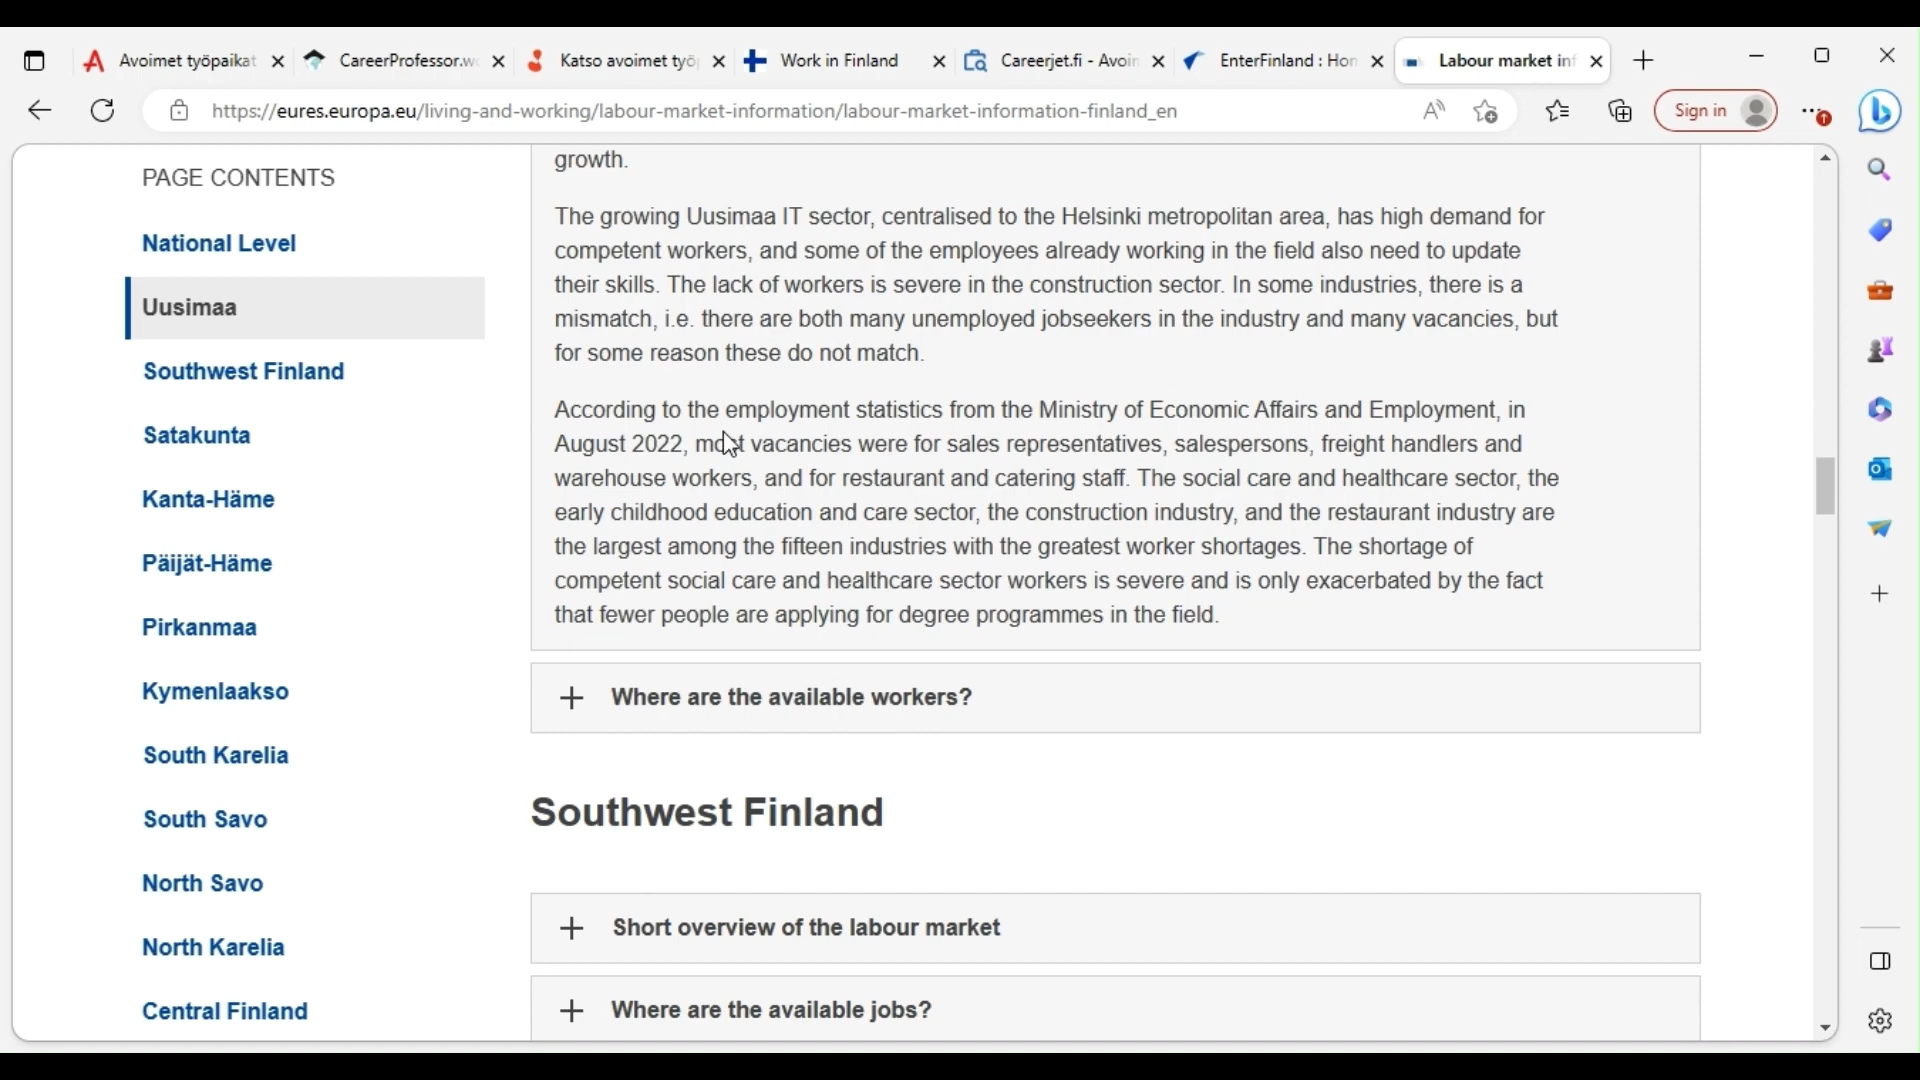 Avoimet työpaikat
CareerProfessor.wo
Katso avoimet työp
Work in Finland
Careerjet.fi - Avoin
EnterFinland : Hom
Labour market inf
https://eures.europa.eu/living-and-working/labour-market-information/labour-market-information-finland_en
Sign in
PAGE CONTENTS
National Level
Uusimaa
Southwest Finland
Satakunta
Kanta-Häme
Päijät-Häme
Pirkanmaa
Kymenlaakso
South Karelia
South Savo
North Savo
North Karelia
Central Finland
growth.
The growing Uusimaa IT sector, centralised to the Helsinki metropolitan area, has high demand for
competent workers, and some of the employees already working in the field also need to update
their skills. The lack of workers is severe in the construction sector. In some industries, there is a
mismatch, i.e. there are both many unemployed jobseekers in the industry and many vacancies, but
for some reason these do not match.
According to the employment statistics from the Ministry of Economic Affairs and Employment, in
August 2022, most vacancies were for sales representatives, salespersons, freight handlers and
warehouse workers, and for restaurant and catering staff. The social care and healthcare sector, the
early childhood education and care sector, the construction industry, and the restaurant industry are
the largest among the fifteen industries with the greatest worker shortages. The shortage of
competent social care and healthcare sector workers is severe and is only exacerbated by the fact
that fewer people are applying for degree programmes in the field.
Where are the available workers?
Southwest Finland
Short overview of the labour market
Where are the available jobs?